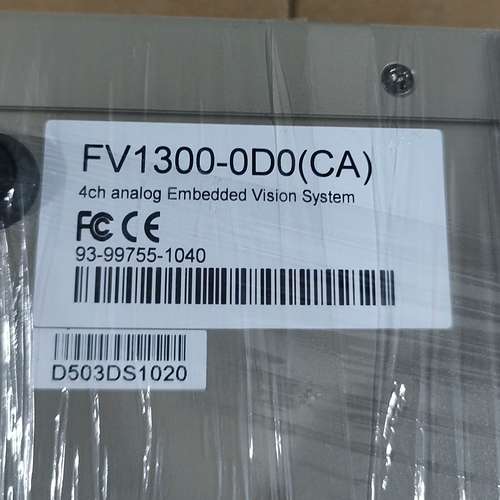 FV1300-0D0(CA)
4ch analog Embedded Vision System
FC CE
93-99755-1040
D503DS1020